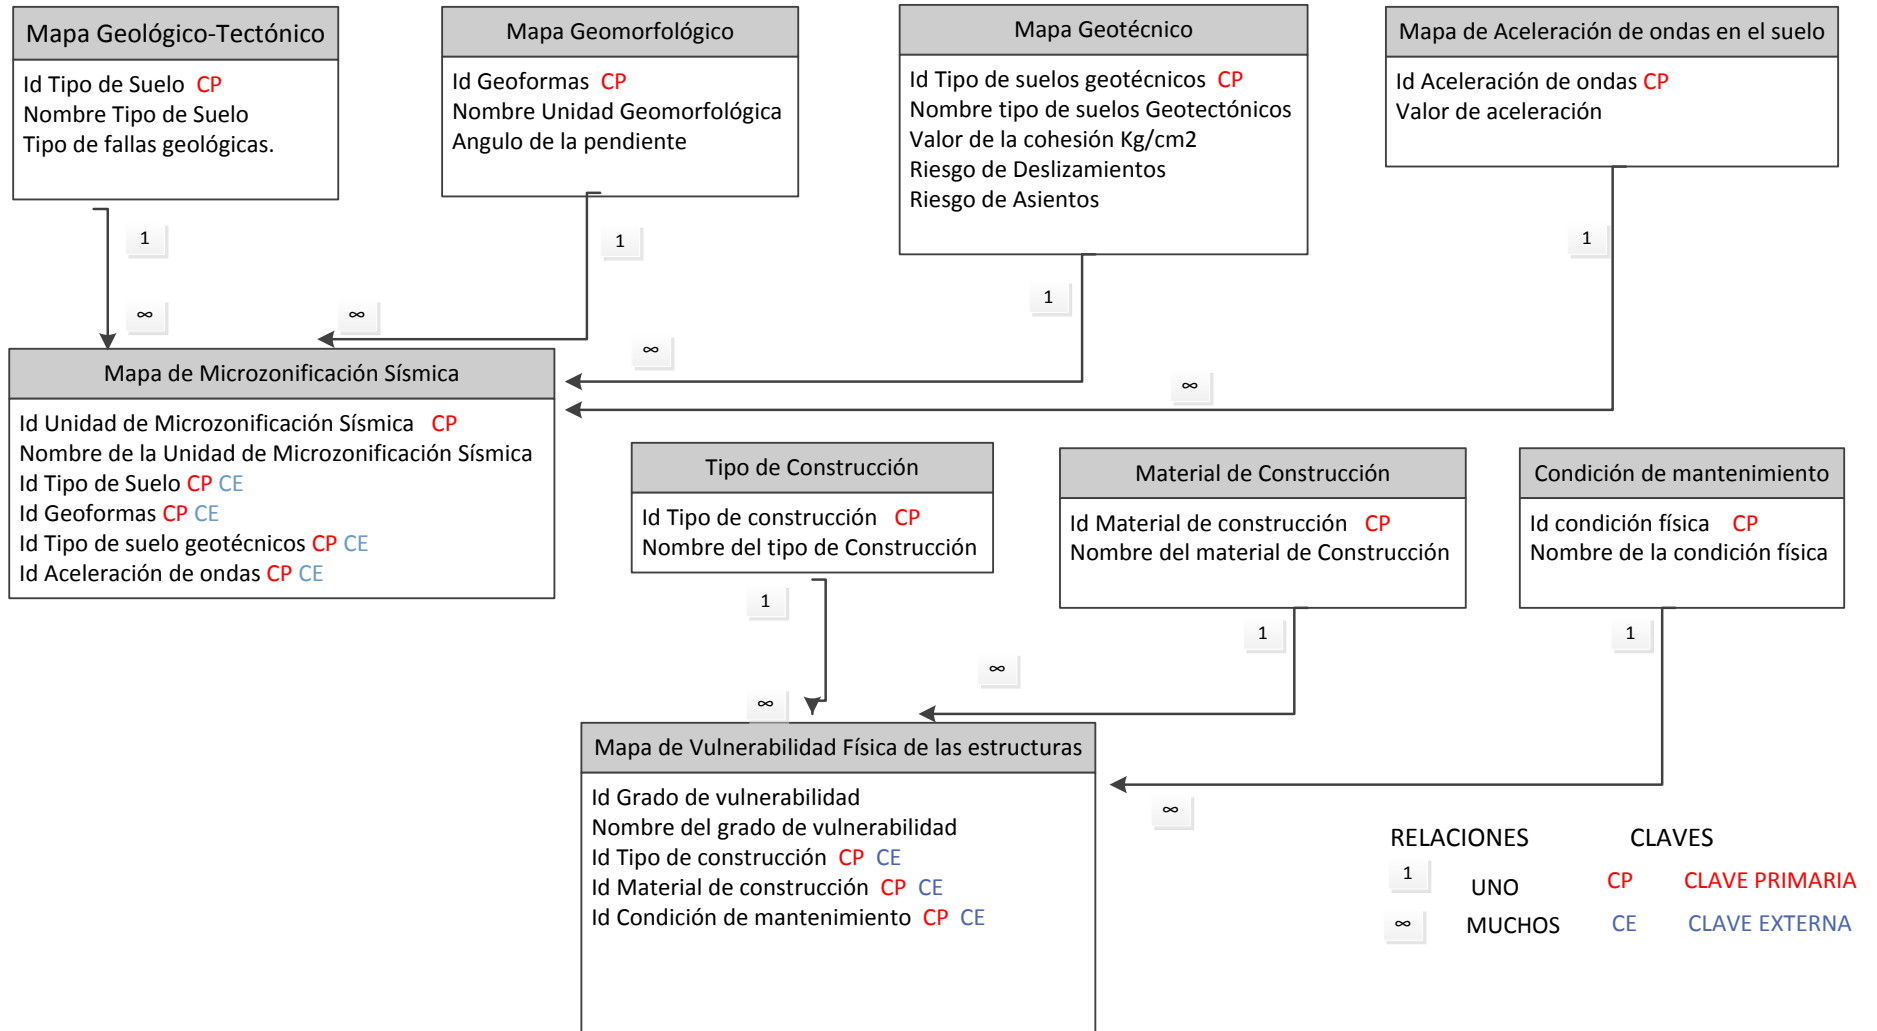 Mapa Geológico-Tectónico
Id Tipo de Suelo CP
Nombre Tipo de Suelo
Tipo de fallas geológicas.
Mapa Geomorfológico
Id Geoformas CP
Nombre Unidad Geomorfológica
Angulo de la pendiente
Mapa Geotécnico
Id Tipo de suelos geotécnicos CP
Nombre tipo de suelos Geotectónicos
Valor de la cohesión Kg/cm2
Riesgo de Deslizamientos
Riesgo de Asientos
Mapa de Aceleración de ondas en el suelo
Id Aceleración de ondas CP
Valor de aceleración
1
1
1
1
∞
∞
∞
∞
Mapa de Microzonificación Sísmica
Id Unidad de Microzonificación Sísmica CP
Nombre de la Unidad de Microzonificación Sísmica
Id Tipo de Suelo CP CE
Id Geoformas CP CE
Id Tipo de suelo geotécnicos CP CE
Id Aceleración de ondas CP CE
Tipo de Construcción
Id Tipo de construcción CP
Nombre del tipo de Construcción
Material de Construcción
Id Material de construcción CP
Nombre del material de Construcción
Condición de mantenimiento
Id condición física CP
Nombre de la condición física
1
1
1
∞
∞
∞
Mapa de Vulnerabilidad Física de las estructuras
Id Grado de vulnerabilidad
Nombre del grado de vulnerabilidad
Id Tipo de construcción CP CE
Id Material de construcción CP CE
Id Condición de mantenimiento CP CE
RELACIONES CLAVES
1 UNO CP CLAVE PRIMARIA
∞ MUCHOS CE CLAVE EXTERNA